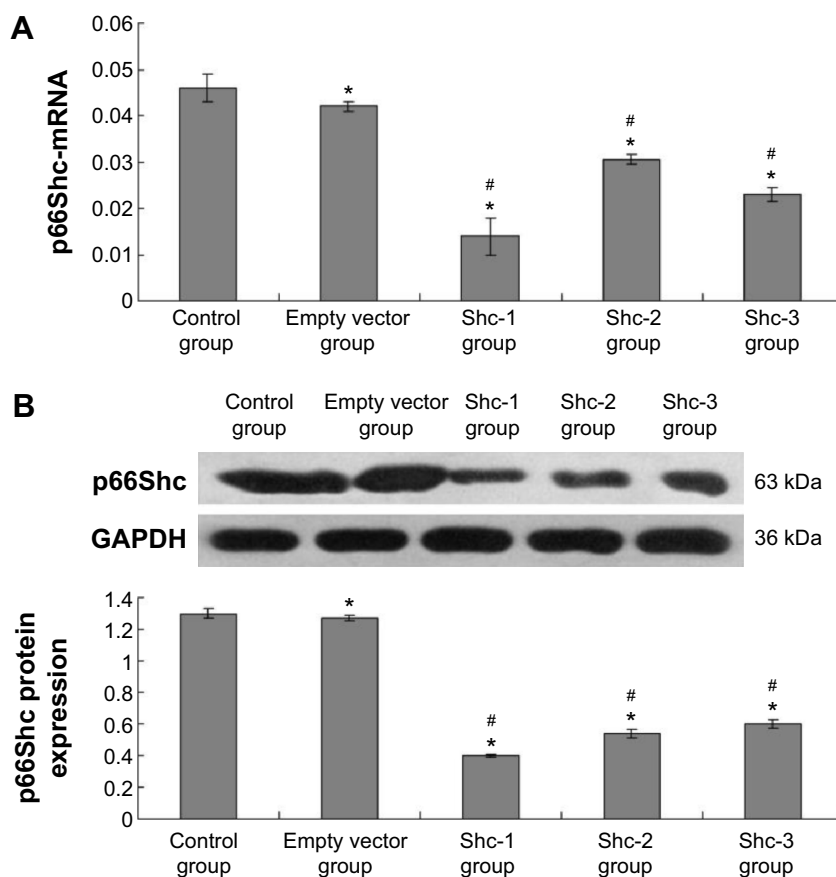 A
p66Shc-mRNA
0.06
0.05
0.04
0.03
0.02
0.01
0
*
#
*
#
*
#
*
Control
group
Empty vector
group
Shc-1
group
Shc-2
group
Shc-3
group
B
Control
group
Empty vector
group
Shc-1
group
Shc-2
group
Shc-3
group
p66Shc
63 kDa
GAPDH
36 kDa
p66Shc protein
expression
1.4
1.2
1
0.8
0.6
0.4
0.2
0
*
#
*
#
*
#
*
Control
group
Empty vector
group
Shc-1
group
Shc-2
group
Shc-3
group